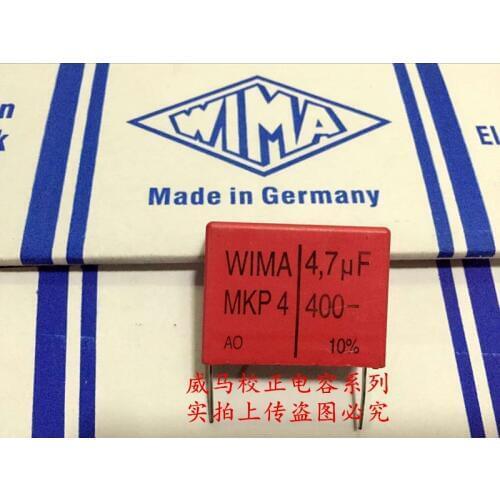 n
k
WIMA
Made in Germany
El
WIMA 4,7µF
MKP 4 400-
AO 10%
威马校正电容系列
实拍上传盗图必究